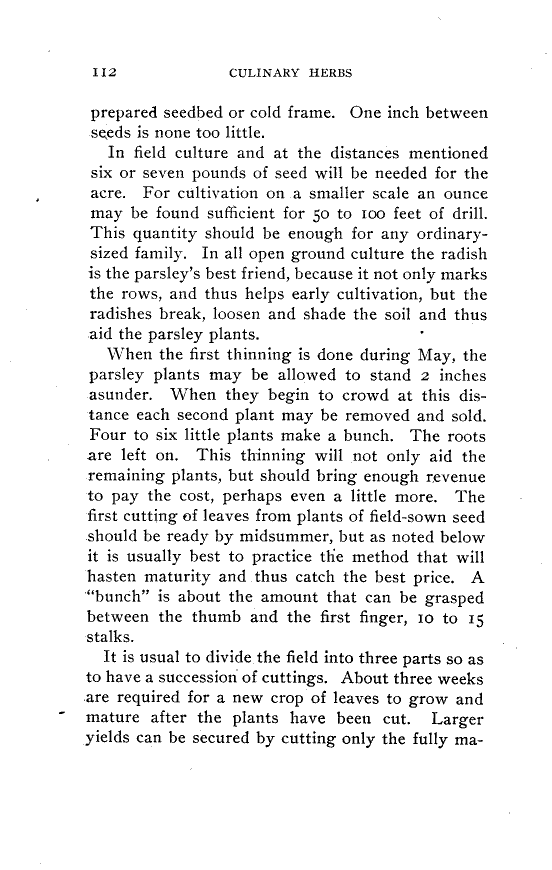 112 CULINARY HERBS
prepared seedbed or cold frame. One inch between
seeds is none too little.
In field culture and at the distances mentioned
six or seven pounds of seed will be needed for the
acre. For cultivation on a smaller scale an ounce
may be found sufficient for 50 to 100 feet of drill.
This quantity should be enough for any ordinary-
sized family. In all open ground culture the radish
is the parsley's best friend, because it not only marks
the rows, and thus helps early cultivation, but the
radishes break, loosen and shade the soil and thus
aid the parsley plants.
When the first thinning is done during May, the
parsley plants may be allowed to stand 2 inches
asunder. When they begin to crowd at this dis-
tance each second plant may be removed and sold.
Four to six little plants make a bunch. The roots
are left on. This thinning will not only aid the
remaining plants, but should bring enough revenue
to pay the cost, perhaps even a little more. The
first cutting of leaves from plants of field-sown seed
should be ready by midsummer, but as noted below
it is usually best to practice the method that will
hasten maturity and thus catch the best price. A
"bunch" is about the amount that can be grasped
between the thumb and the first finger, 10 to 15
stalks.
It is usual to divide the field into three parts so as
to have a succession of cuttings. About three weeks
are required for a new crop of leaves to grow and
mature after the plants have been cut. Larger
yields can be secured by cutting only the fully ma-